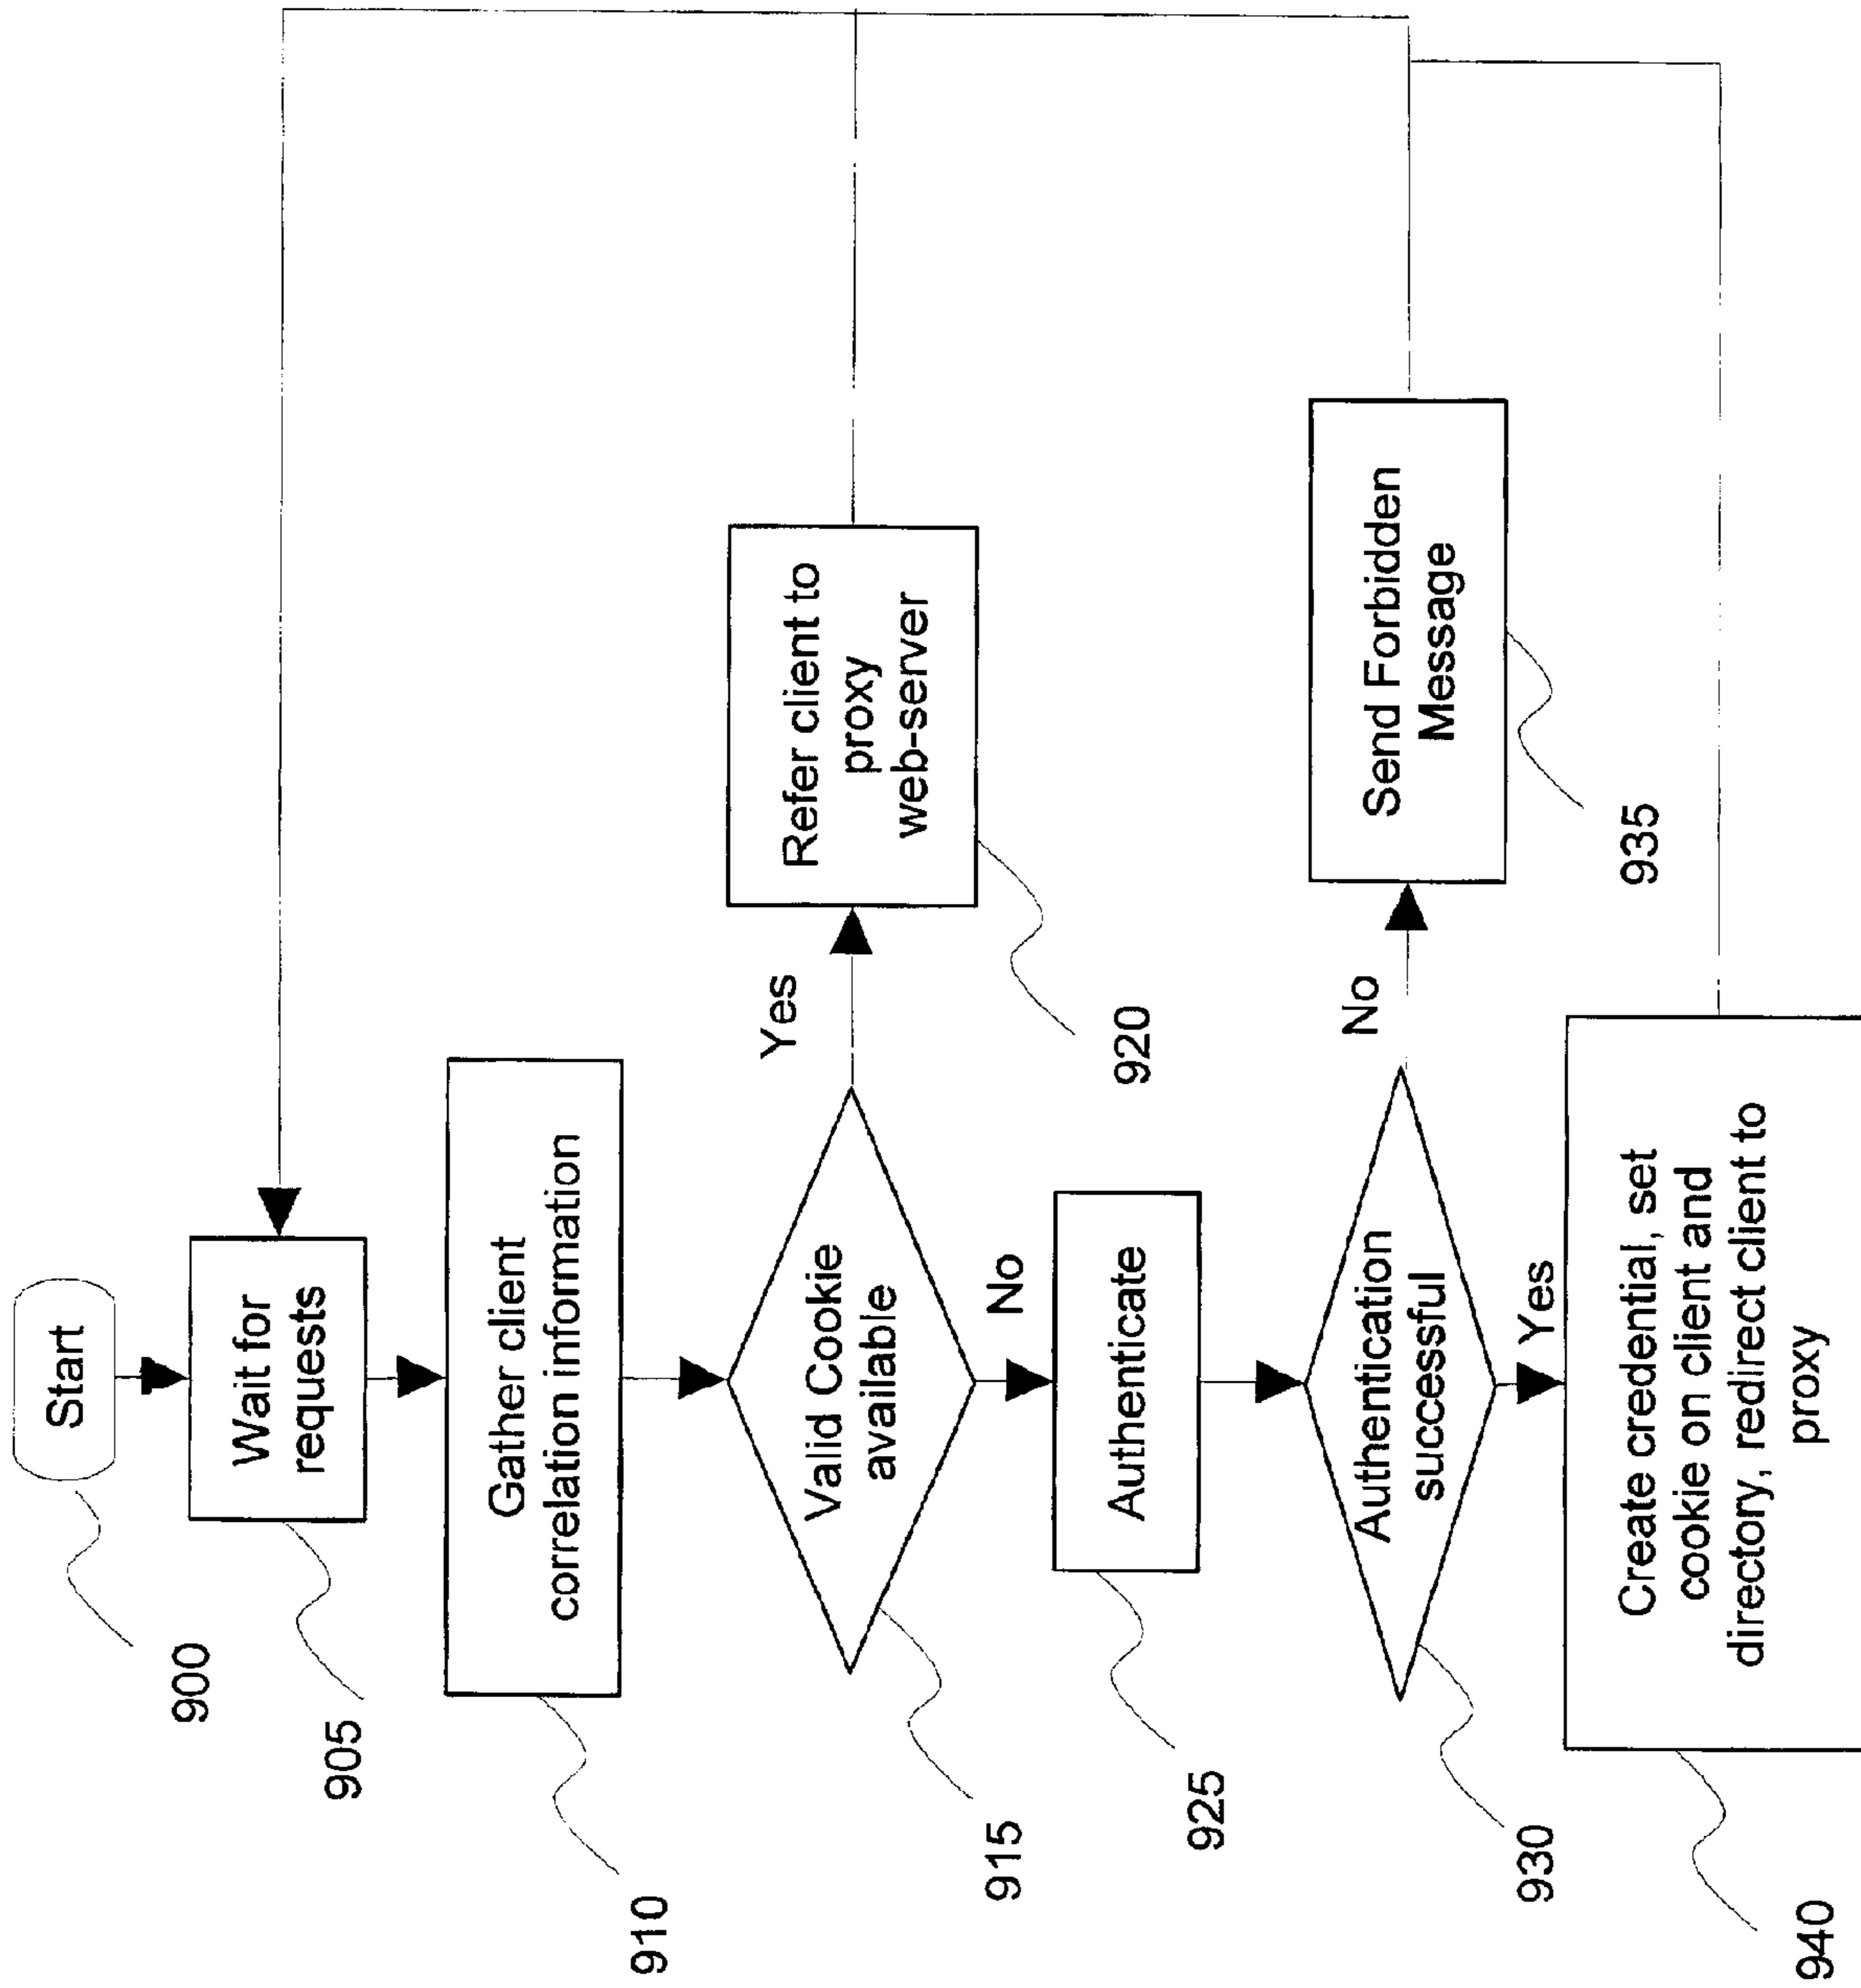 Start
900
Wait for
requests
905
Gather client
correlation information
910
Valid Cookie
available
915
Yes
Refer client to
proxy
web-server
920
No
Authenticate
925
Authentication
successful
930
No
Send Forbidden
Message
935
Yes
Create credential, set
cookie on client and
directory, redirect client to
proxy
940